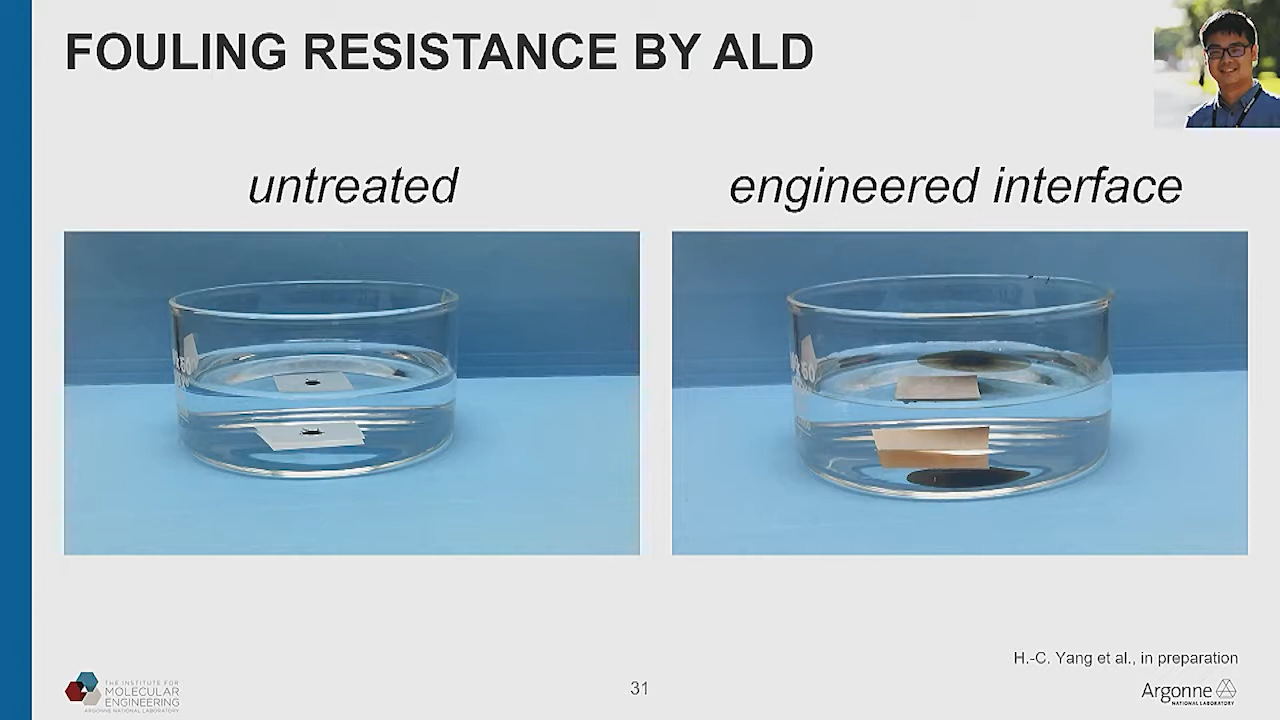 FOULING RESISTANCE BY ALD
untreated
engineered interface
H.-C. Yang et al., in preparation
THE INSTITUTE FOR
MOLECULAR
ENGINEERING
ARGONNE NATIONAL LABORATORY
31
Argonne
NATIONAL LABORATORY